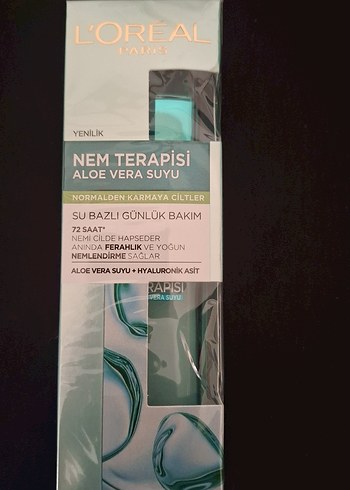 L'ORÉAL
PARIS
YENİLİK
NEM TERAPİSİ
ALOE VERA SUYU
NORMALDEN KARMAYA CİLTLER
SU BAZLI GÜNLÜK BAKIM
72 SAAT*
NEMİ CİLDE HAPSEDER
ANINDA FERAHLIK VE YOĞUN
NEMLENDİRME SAĞLAR
ALOE VERA SUYU + HYALURONİK ASİT
RAPİSİ
VERA SUYU